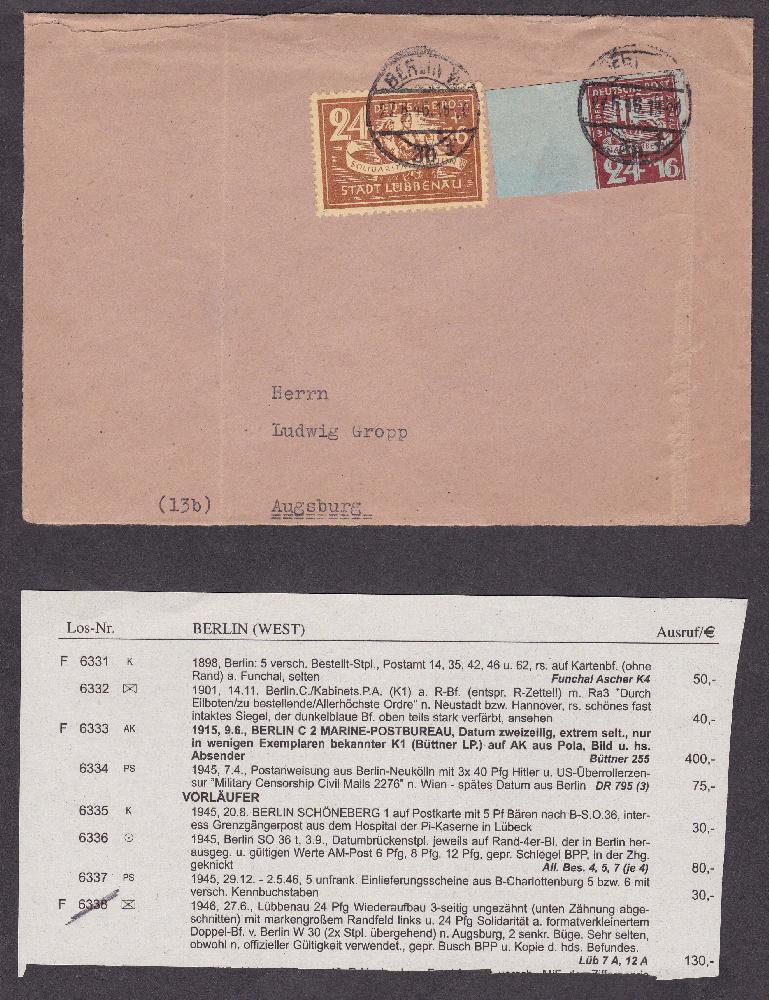 BERLIN W
30
24 DEUTSCHE POST
STADT LÜBBENAU
DEUTSCHE POST
24 16
Herrn
Ludwig Gropp
(13b) Augsburg
Los-Nr. BERLIN (WEST) Ausruf/€
F 6331 K 1898, Berlin: 5 versch. Bestellt-Stpl., Postamt 14, 35, 42, 46 u. 62, rs. auf Kartenbf. (ohne
Rand) a. Funchal, selten Funchal Ascher K4 50,-
6332 ✉ 1901, 14.11. Berlin.C./Kabinets.P.A. (K1) a. R-Bf. (entspr. R-Zettel!) m. Ra3 "Durch
Eilboten/zu bestellende/Allerhöchste Ordre" n. Neustadt bzw. Hannover, rs. schönes fast
intaktes Siegel, der dunkelblaue Bf. oben teils stark verfärbt, ansehen 40,-
F 6333 AK 1915, 9.6., BERLIN C 2 MARINE-POSTBUREAU, Datum zweizeilig, extrem selt., nur
in wenigen Exemplaren bekannter K1 (Büttner LP.) auf AK aus Pola, Bild u. hs.
Absender Büttner 255 400,-
6334 PS 1945, 7.4., Postanweisung aus Berlin-Neukölln mit 3x 40 Pfg Hitler u. US-Überrollerzen-
sur "Military Censorship Civil Mails 2276" n. Wien - spätes Datum aus Berlin DR 795 (3) 75,-
VORLÄUFER
6335 K 1945, 20.8. BERLIN SCHÖNEBERG 1 auf Postkarte mit 5 Pf Bären nach B-S.O.36, inter-
ess Grenzgängerpost aus dem Hospital der Pi-Kaserne in Lübeck 30,-
6336 ⊙ 1945, Berlin SO 36 t, 3.9., Datumbrückenstpl. jeweils auf Rand-4er-Bl. der in Berlin her-
ausgeg. u. gültigen Werte AM-Post 6 Pfg, 8 Pfg, 12 Pfg, gepr. Schlegel BPP, in der Zhg.
geknickt All. Bes. 4, 5, 7 (je 4) 80,-
6337 PS 1945, 29.12. - 2.5.46, 5 unfrank. Einlieferungsscheine aus B-Charlottenburg 5 bzw. 6 mit
versch. Kennbuchstaben 30,-
F 6338 ✉ 1946, 27.6., Lübbenau 24 Pfg Wiederaufbau 3-seitig ungezähnt (unten Zähnung abge-
schnitten) mit markengroßem Randfeld links u. 24 Pfg Solidarität a. formatverkleinertem
Doppel-Bf. v. Berlin W 30 (2x Stpl. übergehend) n. Augsburg, 2 senkr. Büge. Sehr selten,
obwohl n. offizieller Gültigkeit verwendet., gepr. Busch BPP u. Kopie d. hds. Befundes.
Lüb 7 A, 12 A 130,-